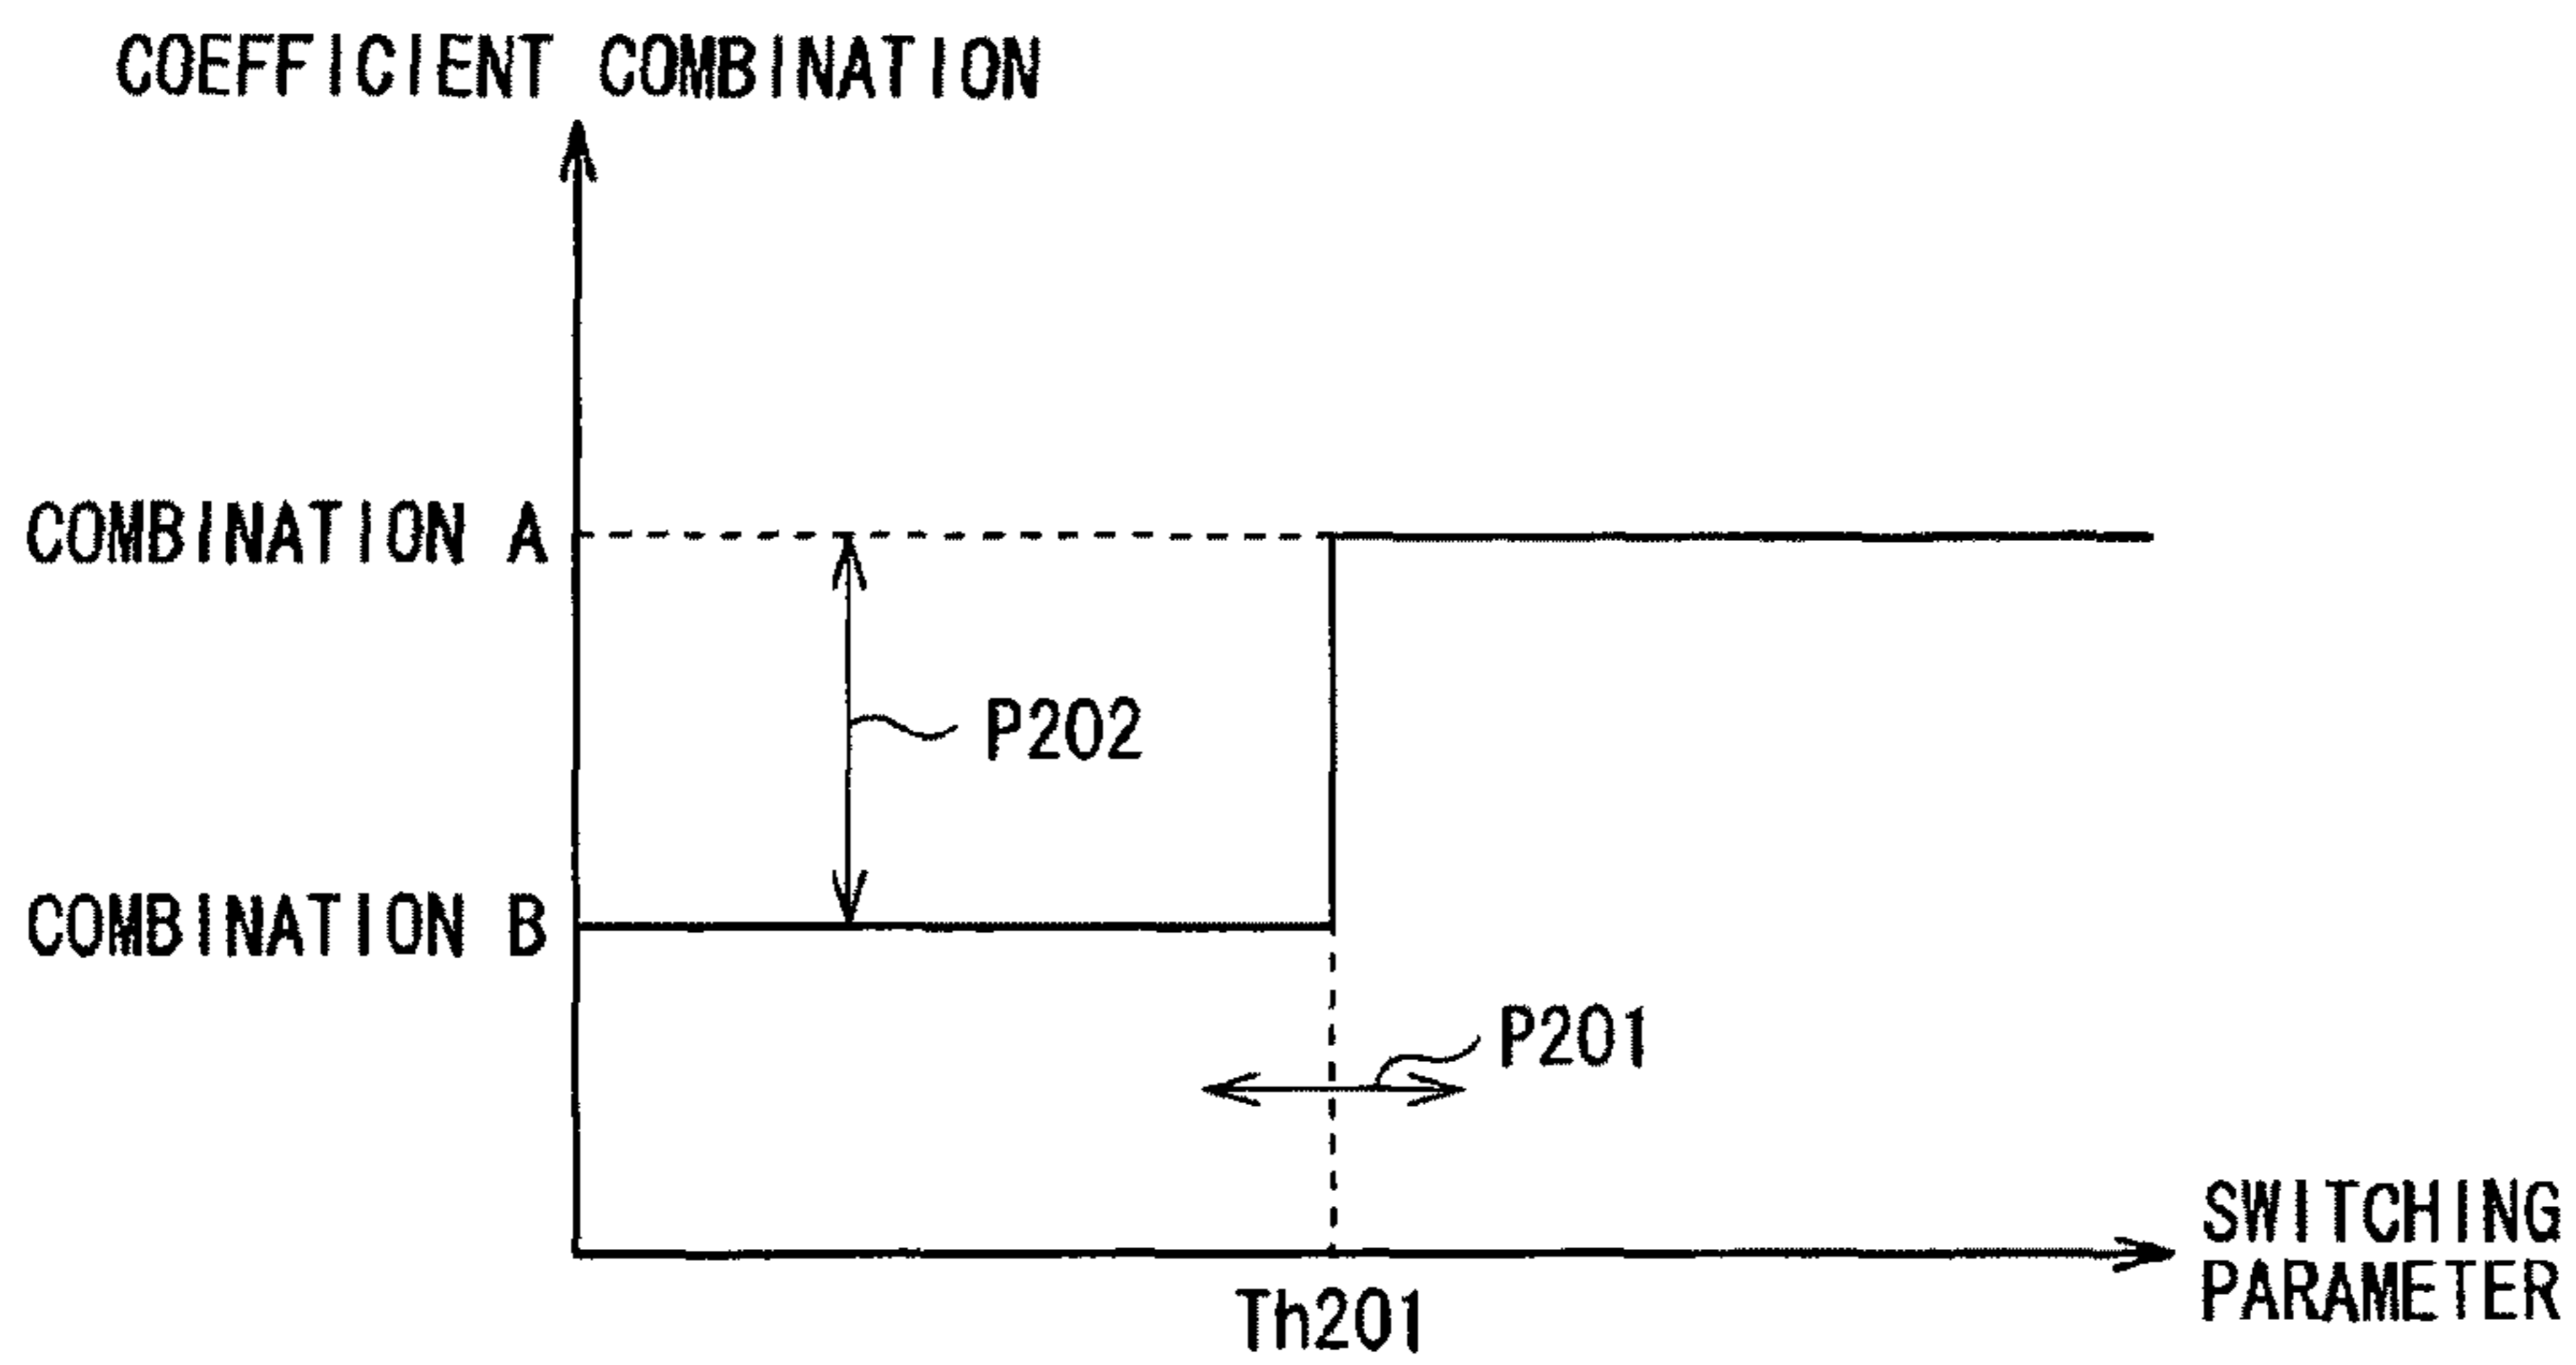 COEFFICIENT COMBINATION
COMBINATION A
P202
COMBINATION B
P201
SWITCHING
PARAMETER
Th201